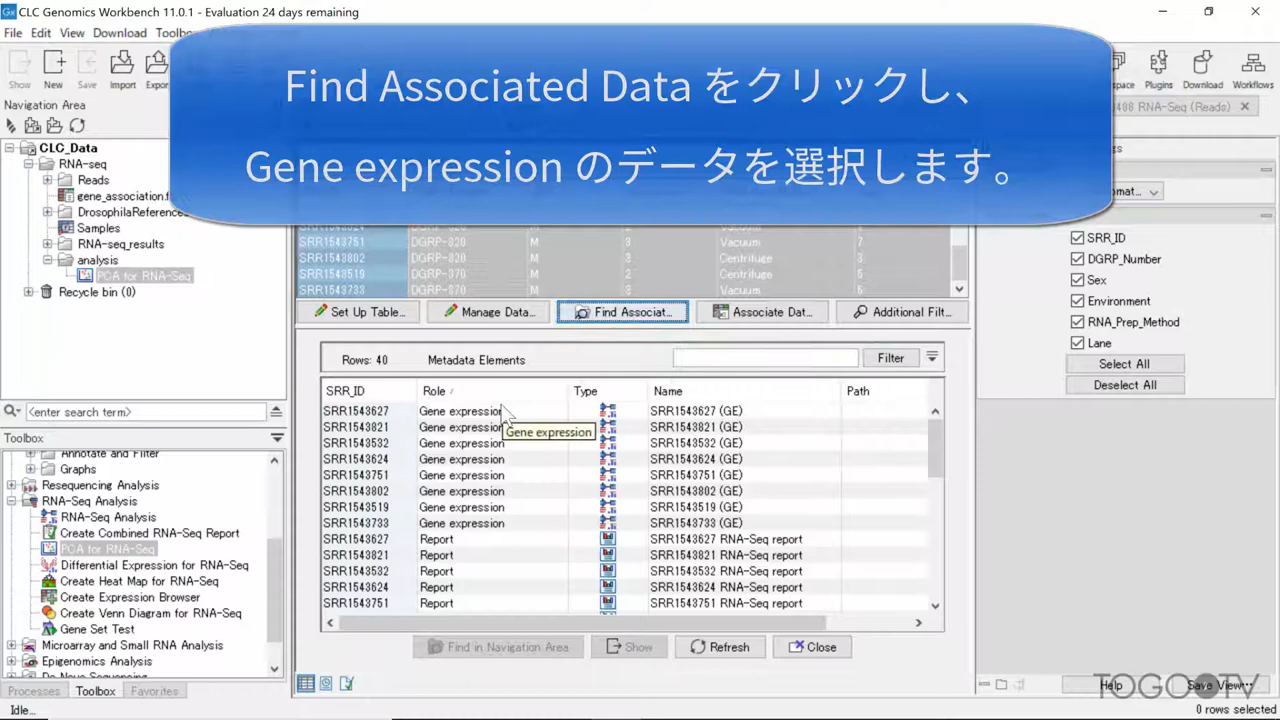 CLC Genomics Workbench 11.0.1 - Evaluation 24 days remaining
File Edit View Download
Find Associated Data をクリックし、
Gene expression のデータを選択します。
Show New Save Import Plugins Download Workflows
Navigation Area
488 RNA-Seq (Reads)
CLC_Data
RNA-seq
Reads
DrosophilaReferences
Samples
RNA-seq_results
analysis
PCA for RNA-Seq
Recycle bin (0)
SRR1543751 DGRP-320 M 3 Vacuum 7
SRR1543802 DGRP-320 M 3 Centrifuge
SRR1543519 DGRP-370 M 2 Centrifuge
SRR1543733 DGRP-370 M 3 Vacuum
SRR_ID
DGRP_Number
Sex
Environment
RNA_Prep_Method
Lane
Select All
Deselect All
Set Up Table... Manage Data... Find Associat... Associate Dat... Additional Filt...
Rows: 40 Metadata Elements Filter
SRR_ID Role Type Name Path
SRR1543627 Gene expression SRR1543627 (GE)
SRR1543821 Gene expression SRR1543821 (GE)
SRR1543532 Gene expression SRR1543532 (GE)
SRR1543624 Gene expression SRR1543624 (GE)
SRR1543751 Gene expression SRR1543751 (GE)
SRR1543802 Gene expression SRR1543802 (GE)
SRR1543519 Gene expression SRR1543519 (GE)
SRR1543733 Gene expression SRR1543733 (GE)
SRR1543627 Report SRR1543627 RNA-Seq report
SRR1543821 Report SRR1543821 RNA-Seq report
SRR1543532 Report SRR1543532 RNA-Seq report
SRR1543624 Report SRR1543624 RNA-Seq report
SRR1543751 Report SRR1543751 RNA-Seq report
Gene expression
Find in Navigation Area Show Refresh Close
<enter search term>
Toolbox
Annotate and Filter
Graphs
Resequencing Analysis
RNA-Seq Analysis
RNA-Seq Analysis
Create Combined RNA-Seq Report
PCA for RNA-Seq
Differential Expression for RNA-Seq
Create Heat Map for RNA-Seq
Create Expression Browser
Create Venn Diagram for RNA-Seq
Gene Set Test
Microarray and Small RNA Analysis
Epigenomics Analysis
De Novo Sequencing
Processes Toolbox Favorites
Help Save View...
TOGO TV
Idle...
0 rows selected